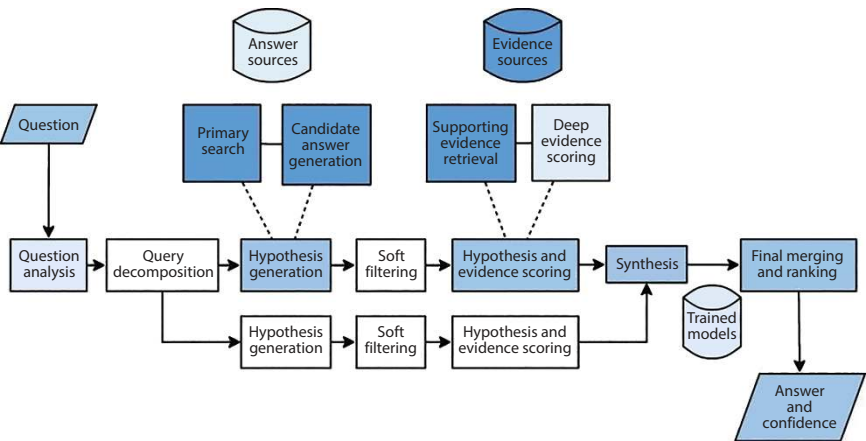 Answer
sources
Evidence
sources
Question
Primary
search
Candidate
answer
generation
Supporting
evidence
retrieval
Deep
evidence
scoring
Question
analysis
Query
decomposition
Hypothesis
generation
Soft
filtering
Hypothesis and
evidence scoring
Synthesis
Final merging
and ranking
Trained
models
Hypothesis
generation
Soft
filtering
Hypothesis and
evidence scoring
Answer
and
confidence